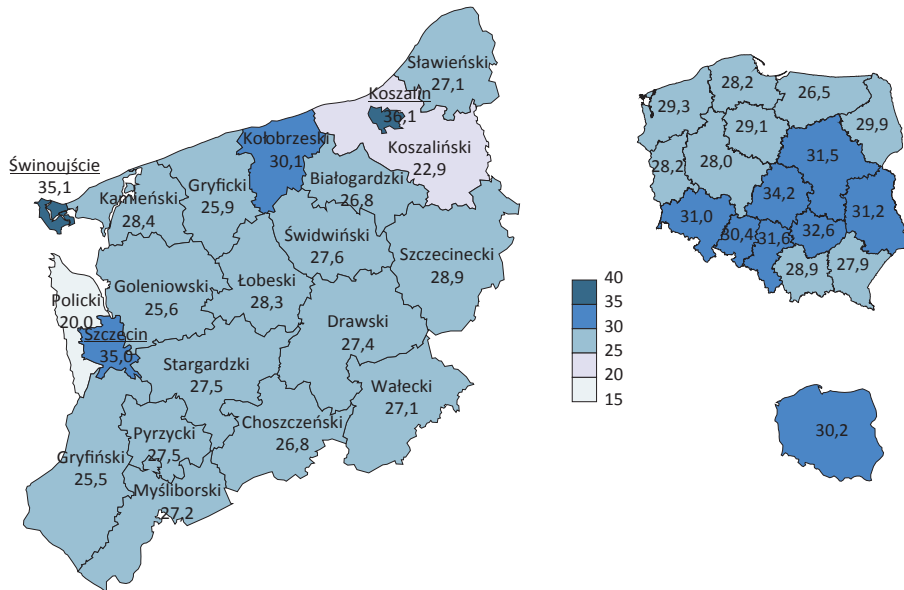 Sławieński
27,1
Koszalin
36,1
Kołobrzeski
30,1
Koszaliński
22,9
Świnoujście
35,1
Białogardzki
26,8
Kamieński
28,4
Gryficki
25,9
Świdwiński
27,6
Szczecinecki
28,9
Policki
20,0
Goleniowski
25,6
Łobeski
28,3
Szczecin
35,0
Drawski
27,4
Stargardzki
27,5
Wałecki
27,1
Choszczeński
26,8
Pyrzycki
27,5
Gryfiński
25,5
Myśliborski
27,2
28,2
26,5
29,3
29,1
29,9
28,2
28,0
31,5
34,2
31,2
31,0
30,4
31,6
32,6
28,9
27,9
40
35
30
25
20
15
30,2